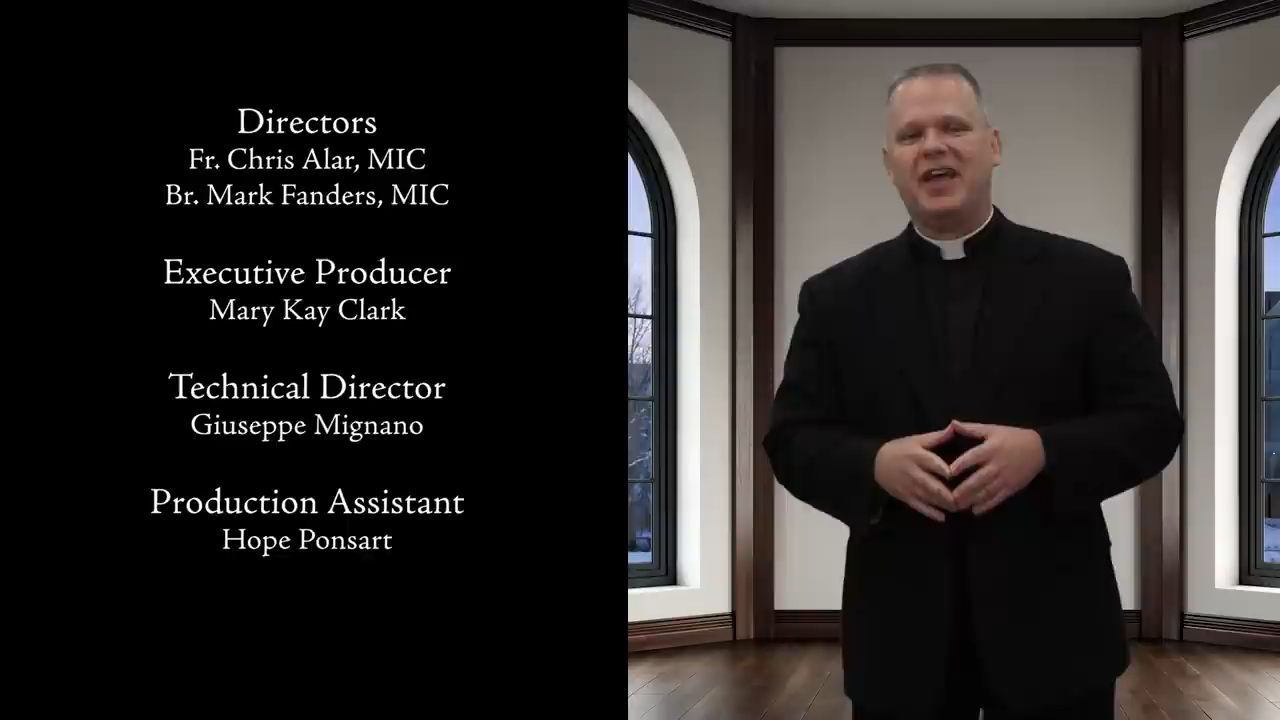 Directors
Fr. Chris Alar, MIC
Br. Mark Fanders, MIC
Executive Producer
Mary Kay Clark
Technical Director
Giuseppe Mignano
Production Assistant
Hope Ponsart